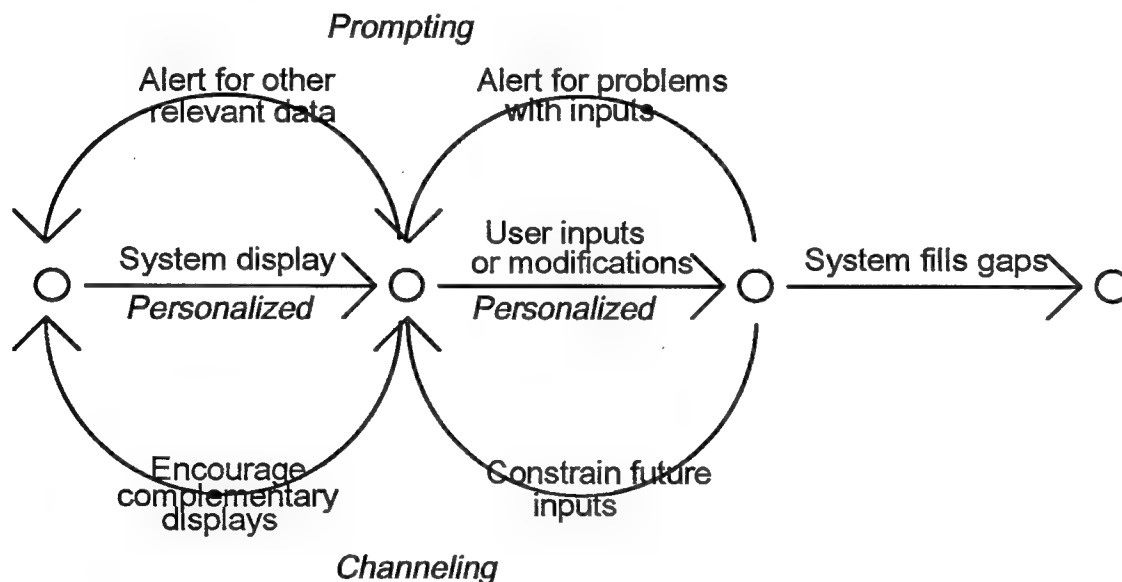 Prompting
Alert for other
relevant data
Alert for problems
with inputs
System display
Personalized
User inputs
or modifications
Personalized
System fills gaps
Encourage
complementary
displays
Constrain future
inputs
Channeling